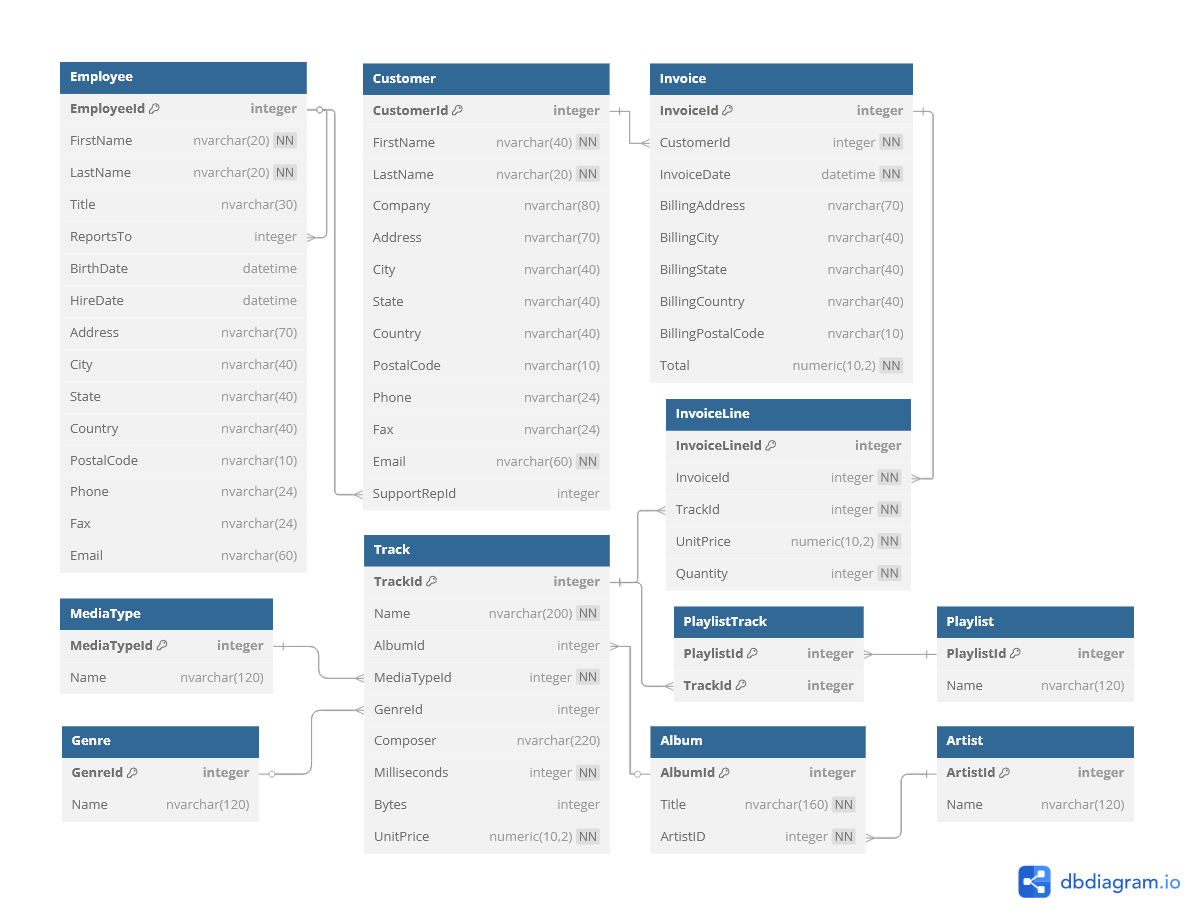 Employee
EmployeeId integer
FirstName nvarchar(20) NN
LastName nvarchar(20) NN
Title nvarchar(30)
ReportsTo integer
BirthDate datetime
HireDate datetime
Address nvarchar(70)
City nvarchar(40)
State nvarchar(40)
Country nvarchar(40)
PostalCode nvarchar(10)
Phone nvarchar(24)
Fax nvarchar(24)
Email nvarchar(60)
Customer
CustomerId integer
FirstName nvarchar(40) NN
LastName nvarchar(20) NN
Company nvarchar(80)
Address nvarchar(70)
City nvarchar(40)
State nvarchar(40)
Country nvarchar(40)
PostalCode nvarchar(10)
Phone nvarchar(24)
Fax nvarchar(24)
Email nvarchar(60) NN
SupportRepId integer
Invoice
InvoiceId integer
CustomerId integer NN
InvoiceDate datetime NN
BillingAddress nvarchar(70)
BillingCity nvarchar(40)
BillingState nvarchar(40)
BillingCountry nvarchar(40)
BillingPostalCode nvarchar(10)
Total numeric(10,2) NN
InvoiceLine
InvoiceLineId integer
InvoiceId integer NN
TrackId integer NN
UnitPrice numeric(10,2) NN
Quantity integer NN
Track
TrackId integer
Name nvarchar(200) NN
AlbumId integer
MediaTypeId integer NN
GenreId integer
Composer nvarchar(220)
Milliseconds integer NN
Bytes integer
UnitPrice numeric(10,2) NN
MediaType
MediaTypeId integer
Name nvarchar(120)
Genre
GenreId integer
Name nvarchar(120)
PlaylistTrack
PlaylistId integer
TrackId integer
Playlist
PlaylistId integer
Name nvarchar(120)
Album
AlbumId integer
Title nvarchar(160) NN
ArtistID integer NN
Artist
ArtistId integer
Name nvarchar(120)
dbdiagram.io